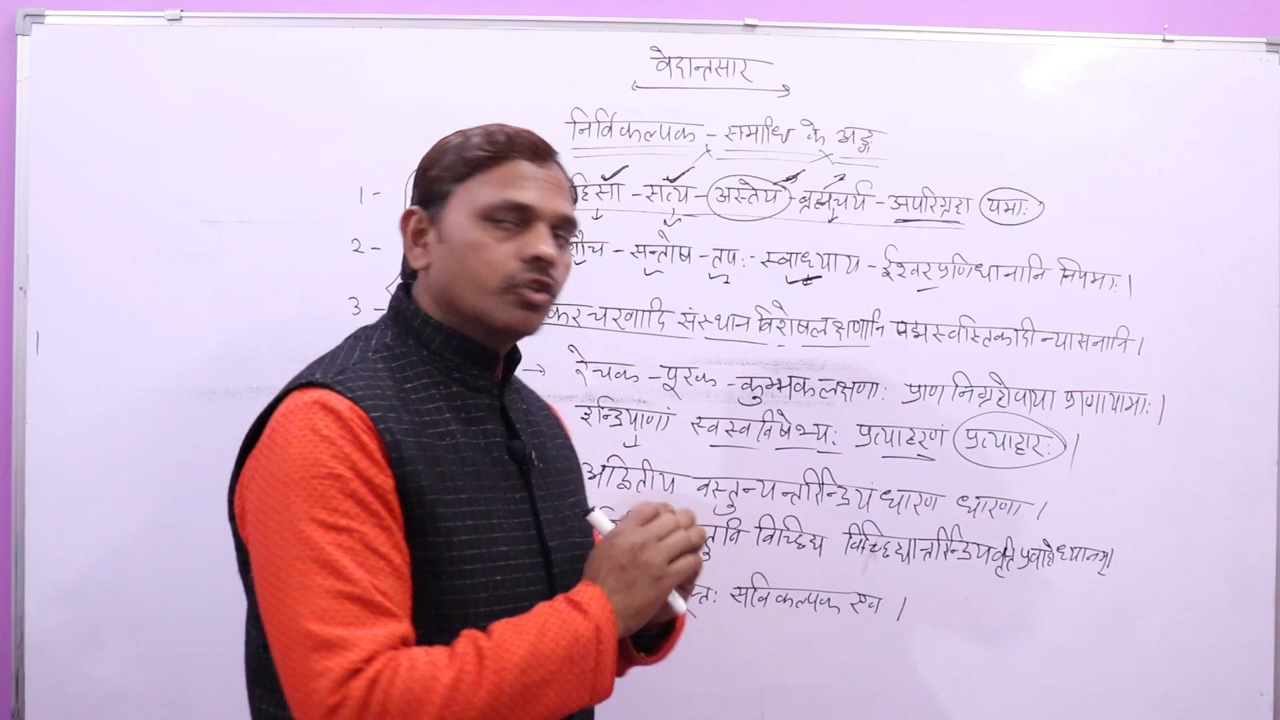 वेदान्तसार
निर्विकल्पक - समाधि के अङ्ग
1 - हिंसा - सत्य - अस्तेय - ब्रह्मचर्य - अपरिग्रहा यमाः
2 - शौच - सन्तोष - तपः - स्वाध्याय - ईश्वरप्रणिधानानि नियमाः।
3 - करचरणादि संस्थान विशेषलक्षणानि पद्मस्वस्तिकादीन्यासनानि।
→ रेचक - पूरक - कुम्भकलक्षणाः प्राणनिग्रहोपाया प्राणायामाः।
इन्द्रियाणां स्वस्वविषेभ्यः प्रत्याहरणं प्रत्याहारः।
अद्वितीय वस्तुन्यन्तरिन्द्रियं धारण धारणा।
विच्छिद्य विच्छिद्यान्तरिन्द्रियवृत्ति प्रवाहो ध्यानम्।
सविकल्पक एव।